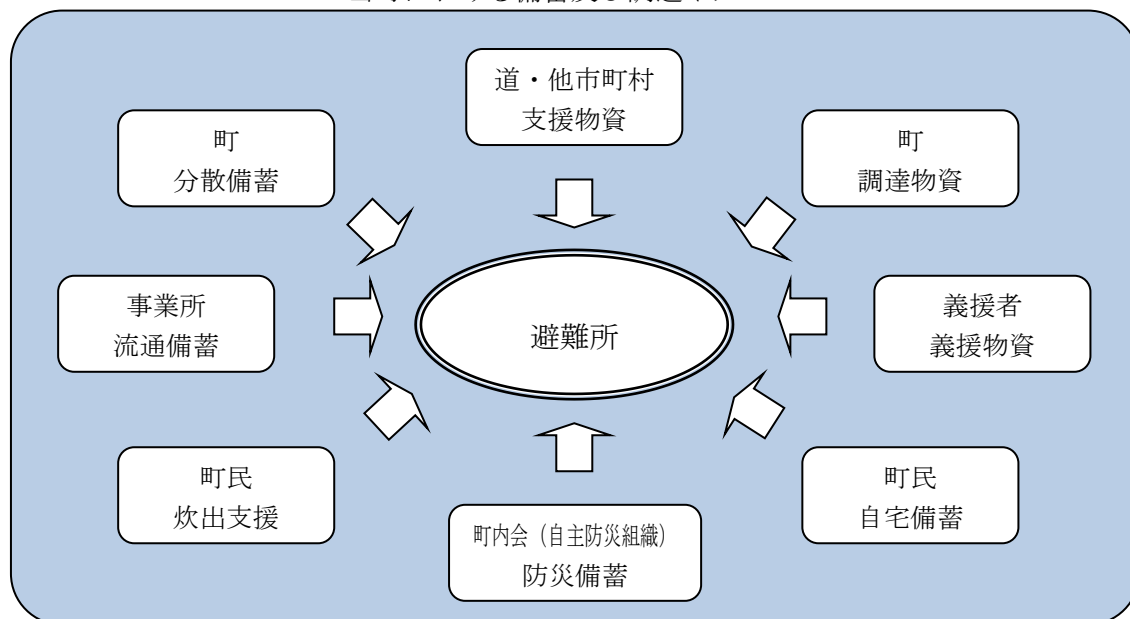 道・他市町村
支援物資
町
分散備蓄
町
調達物資
事業所
流通備蓄
避難所
義援者
義援物資
町民
炊出支援
町内会（自主防災組織）
防災備蓄
町民
自宅備蓄